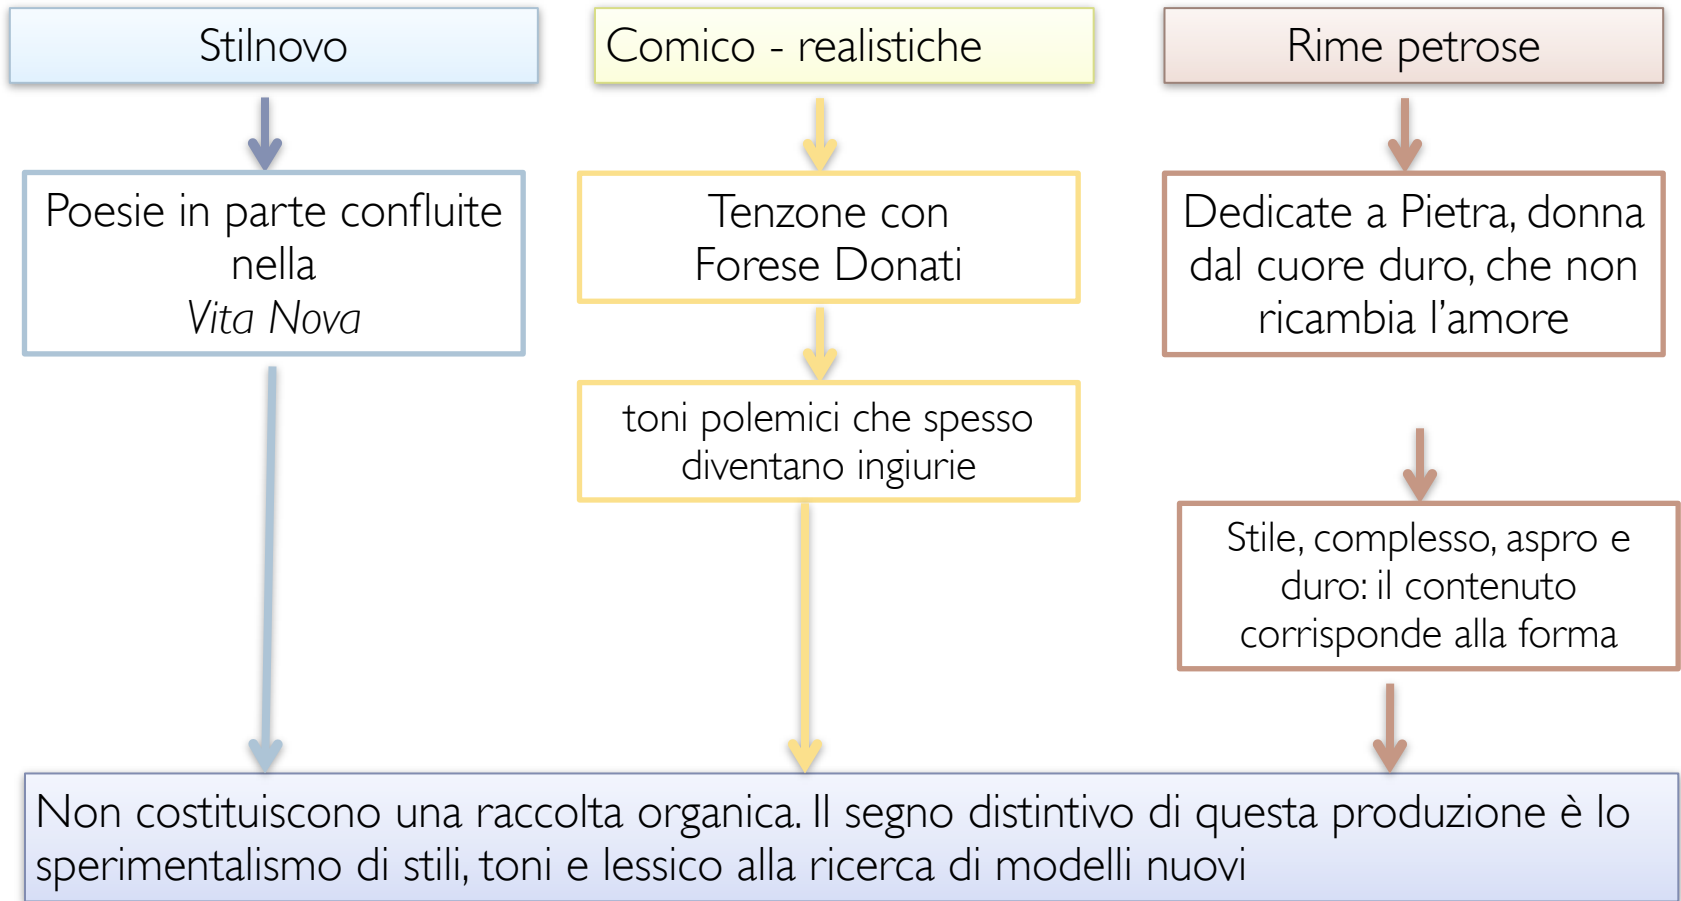 Stilnovo
Comico - realistiche
Rime petrose
Poesie in parte confluite
nella
Vita Nova
Tenzone con
Forese Donati
toni polemici che spesso
diventano ingiurie
Dedicate a Pietra, donna
dal cuore duro, che non
ricambia l’amore
Stile, complesso, aspro e
duro: il contenuto
corrisponde alla forma
Non costituiscono una raccolta organica. Il segno distintivo di questa produzione è lo
sperimentalismo di stili, toni e lessico alla ricerca di modelli nuovi